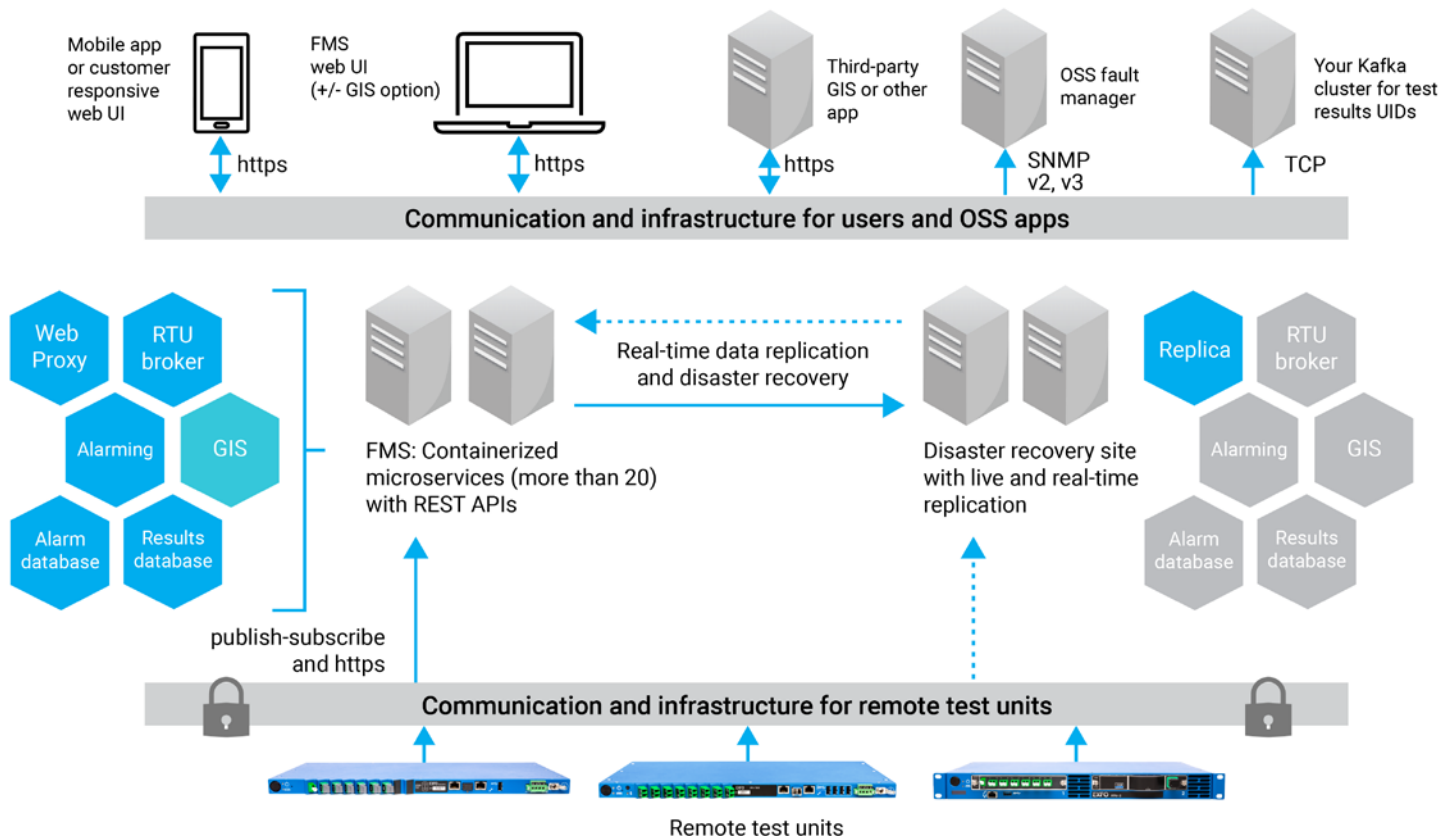 Mobile app
or customer
responsive
web UI
FMS
web UI
(+/- GIS option)
Third-party
GIS or other
app
OSS fault
manager
Your Kafka
cluster for test
results UIDs
https
https
https
SNMP
v2, v3
TCP
Communication and infrastructure for users and OSS apps
Web
Proxy
RTU
broker
Alarming
GIS
Alarm
database
Results
database
Real-time data replication
and disaster recovery
FMS: Containerized
microservices (more than 20)
with REST APIs
Disaster recovery site
with live and real-time
replication
Replica
RTU
broker
Alarming
GIS
Alarm
database
Results
database
publish-subscribe
and https
Communication and infrastructure for remote test units
EXFO
Remote test units